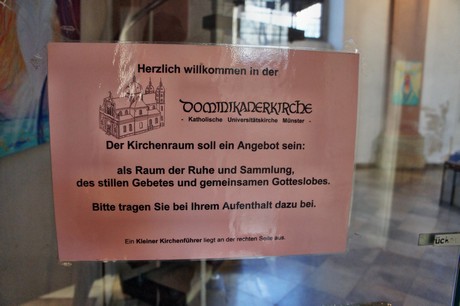 Herzlich willkommen in der
DOMINIKANERKIRCHE
- Katholische Universitätskirche Münster -
Der Kirchenraum soll ein Angebot sein:
als Raum der Ruhe und Sammlung,
des stillen Gebetes und gemeinsamen Gotteslobes.
Bitte tragen Sie bei Ihrem Aufenthalt dazu bei.
Ein Kleiner Kirchenführer liegt an der rechten Seite aus.